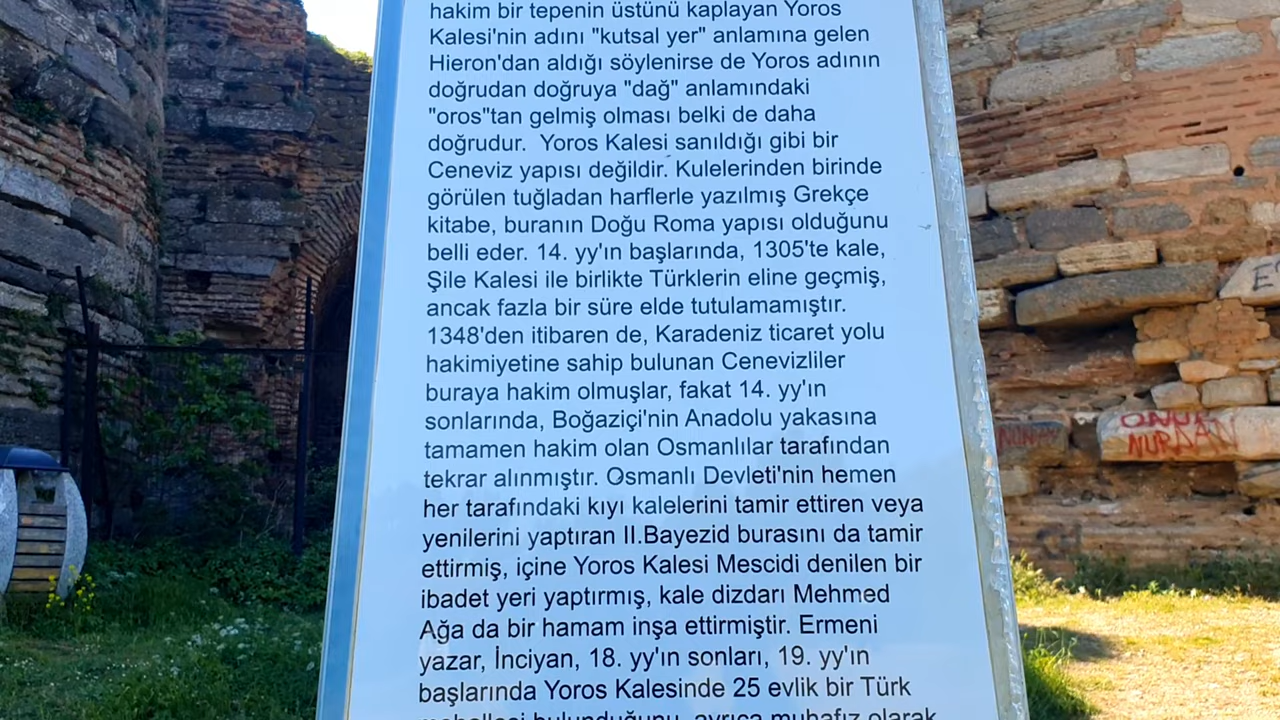 hakim bir tepenin üstünü kaplayan Yoros
Kalesi'nin adını "kutsal yer" anlamına gelen
Hieron'dan aldığı söylenirse de Yoros adının
doğrudan doğruya "dağ" anlamındaki
"oros"tan gelmiş olması belki de daha
doğrudur. Yoros Kalesi sanıldığı gibi bir
Ceneviz yapısı değildir. Kulelerinden birinde
görülen tuğladan harflerle yazılmış Grekçe
kitabe, buranın Doğu Roma yapısı olduğunu
belli eder. 14. yy'ın başlarında, 1305'te kale,
Şile Kalesi ile birlikte Türklerin eline geçmiş,
ancak fazla bir süre elde tutulamamıştır.
1348'den itibaren de, Karadeniz ticaret yolu
hakimiyetine sahip bulunan Cenevizliler
buraya hakim olmuşlar, fakat 14. yy'ın
sonlarında, Boğaziçi'nin Anadolu yakasına
tamamen hakim olan Osmanlılar tarafından
tekrar alınmıştır. Osmanlı Devleti'nin hemen
her tarafındaki kıyı kalelerini tamir ettiren veya
yenilerini yaptıran II.Bayezid burasını da tamir
ettirmiş, içine Yoros Kalesi Mescidi denilen bir
ibadet yeri yaptırmış, kale dizdarı Mehmed
Ağa da bir hamam inşa ettirmiştir. Ermeni
yazar, İnciyan, 18. yy'ın sonları, 19. yy'ın
başlarında Yoros Kalesinde 25 evlik bir Türk
mahallesi bulunduğunu, ayrıca muhafız olarak
ONUR
NURDAN